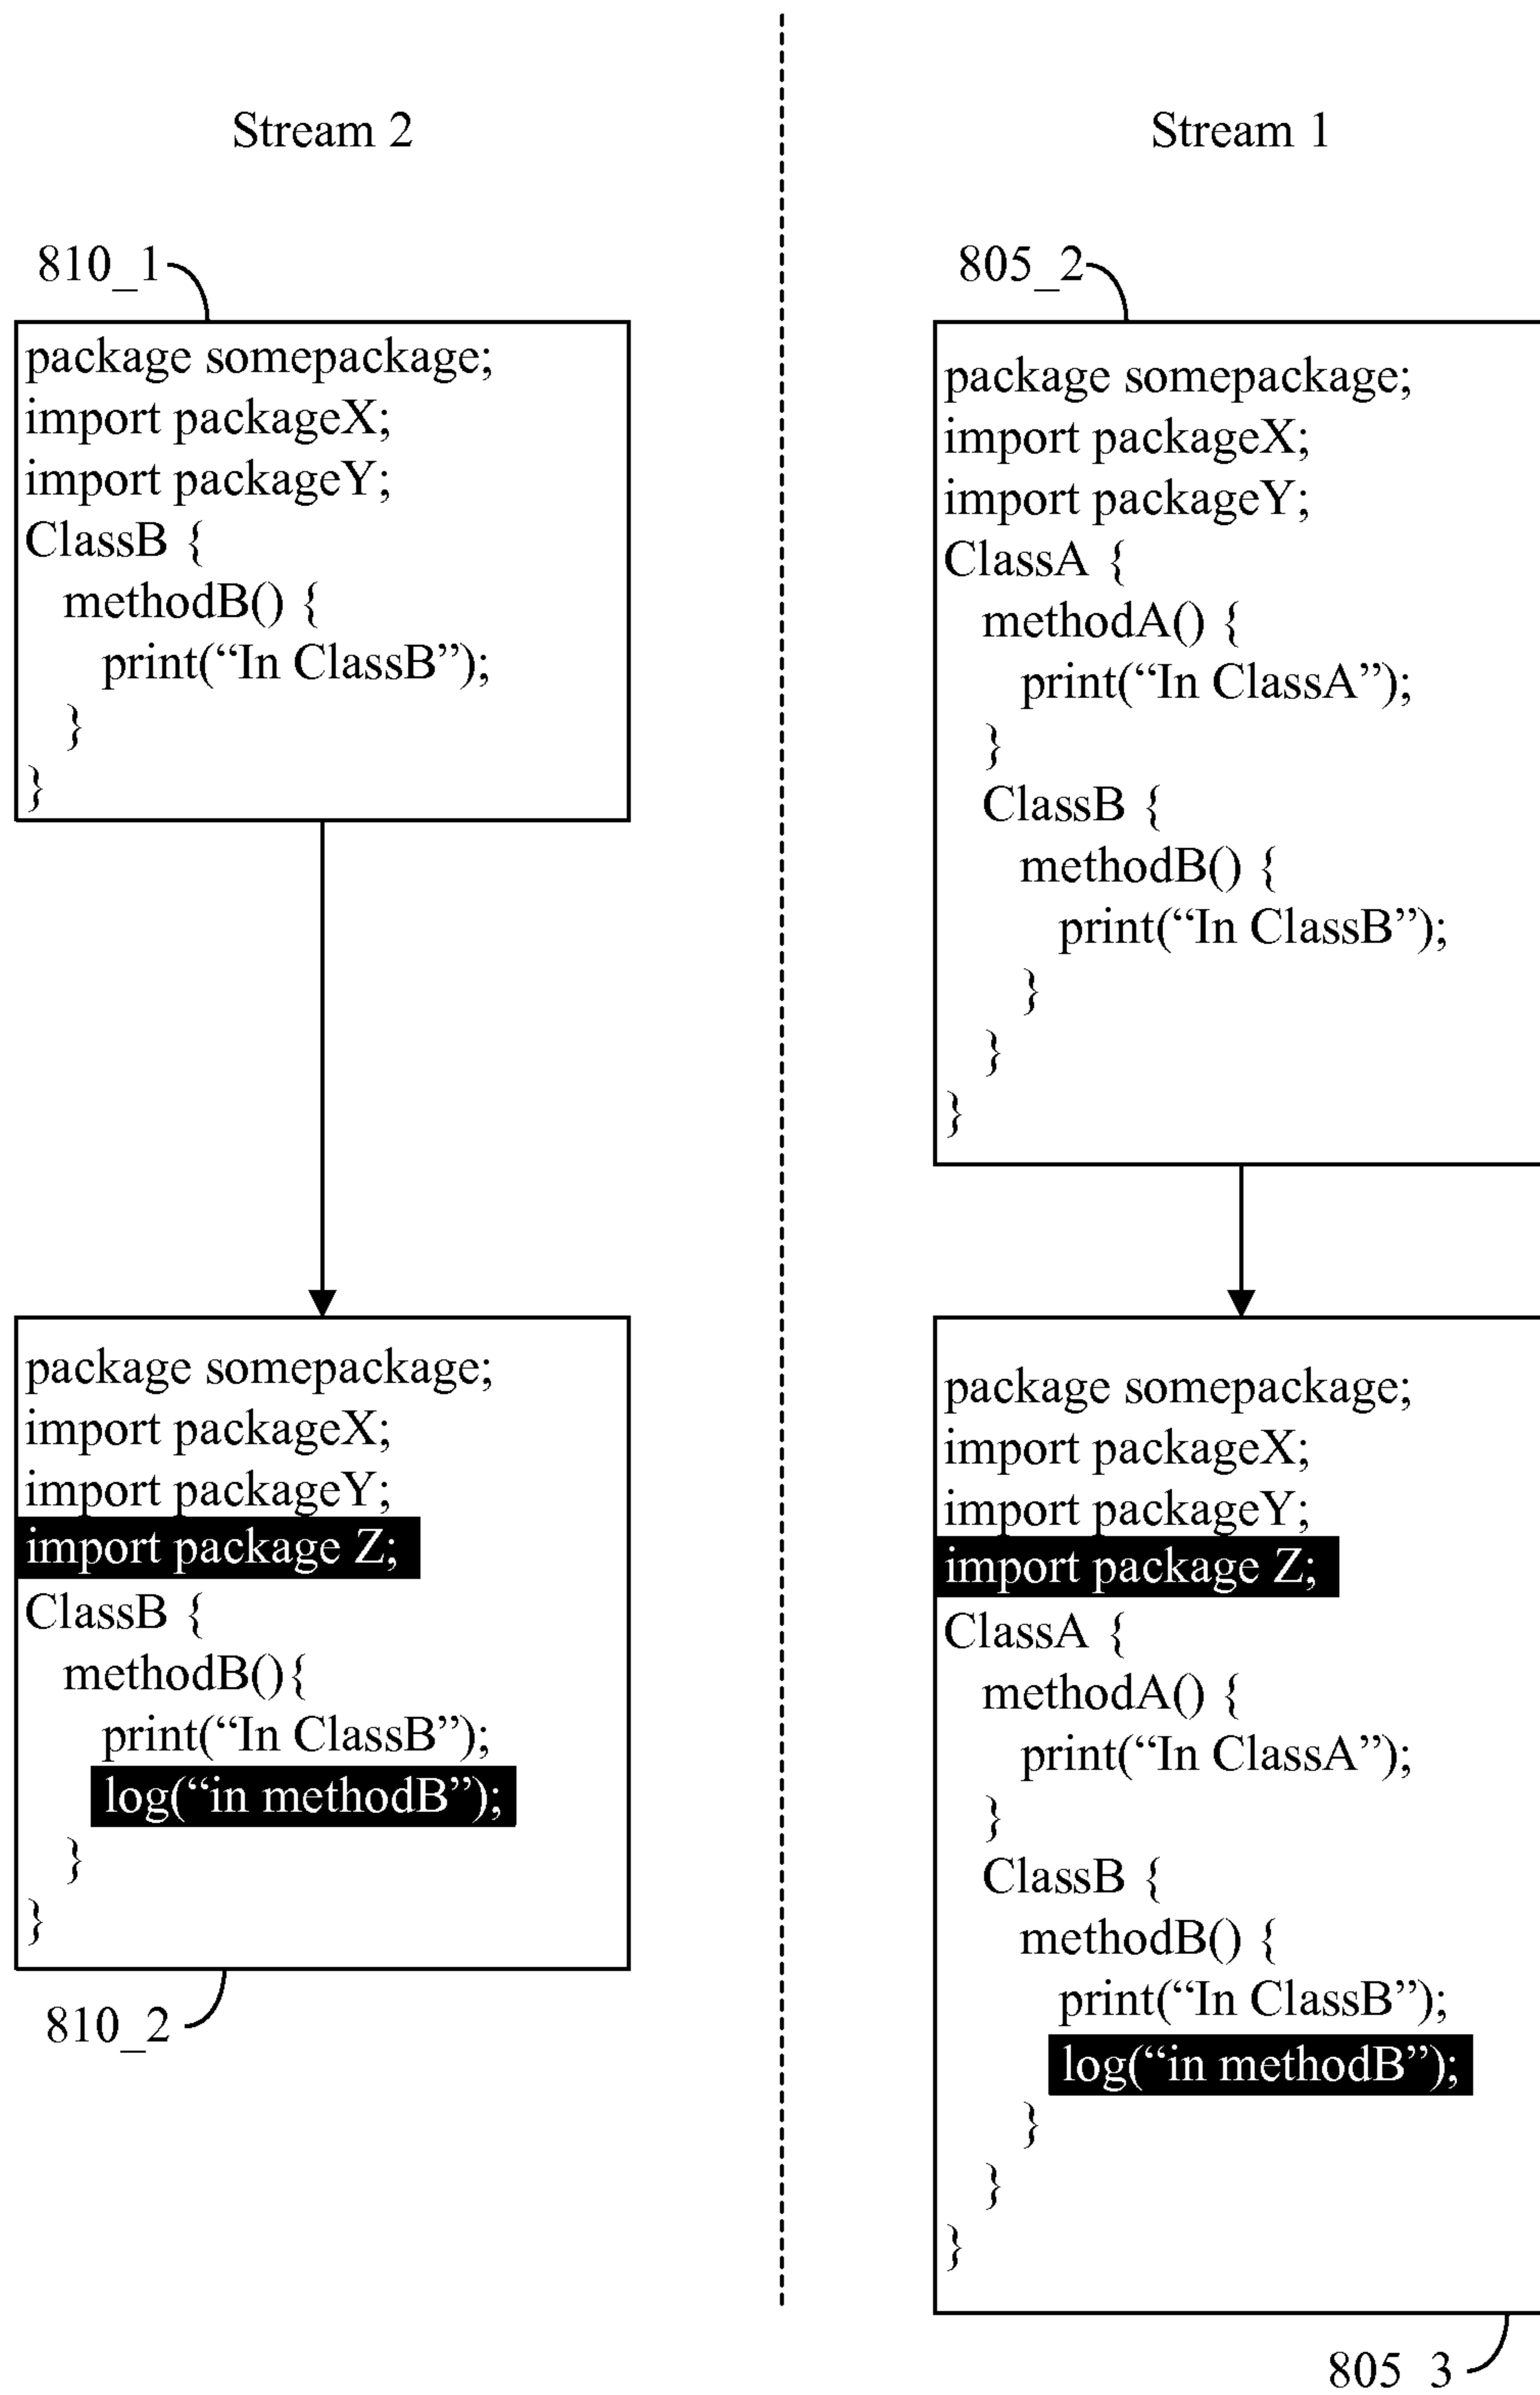 Stream 2
810_1
package somepackage;
import packageX;
import packageY;
ClassB {
methodB() {
print(“In ClassB”);
}
}
package somepackage;
import packageX;
import packageY;
import package Z;
ClassB {
methodB(){
print(“In ClassB”);
log(“in methodB”);
}
}
810_2
Stream 1
805_2
package somepackage;
import packageX;
import packageY;
ClassA {
methodA() {
print(“In ClassA”);
}
ClassB {
methodB() {
print(“In ClassB”);
}
}
}
package somepackage;
import packageX;
import packageY;
import package Z;
ClassA {
methodA() {
print(“In ClassA”);
}
ClassB {
methodB() {
print(“In ClassB”);
log(“in methodB”);
}
}
}
805_3